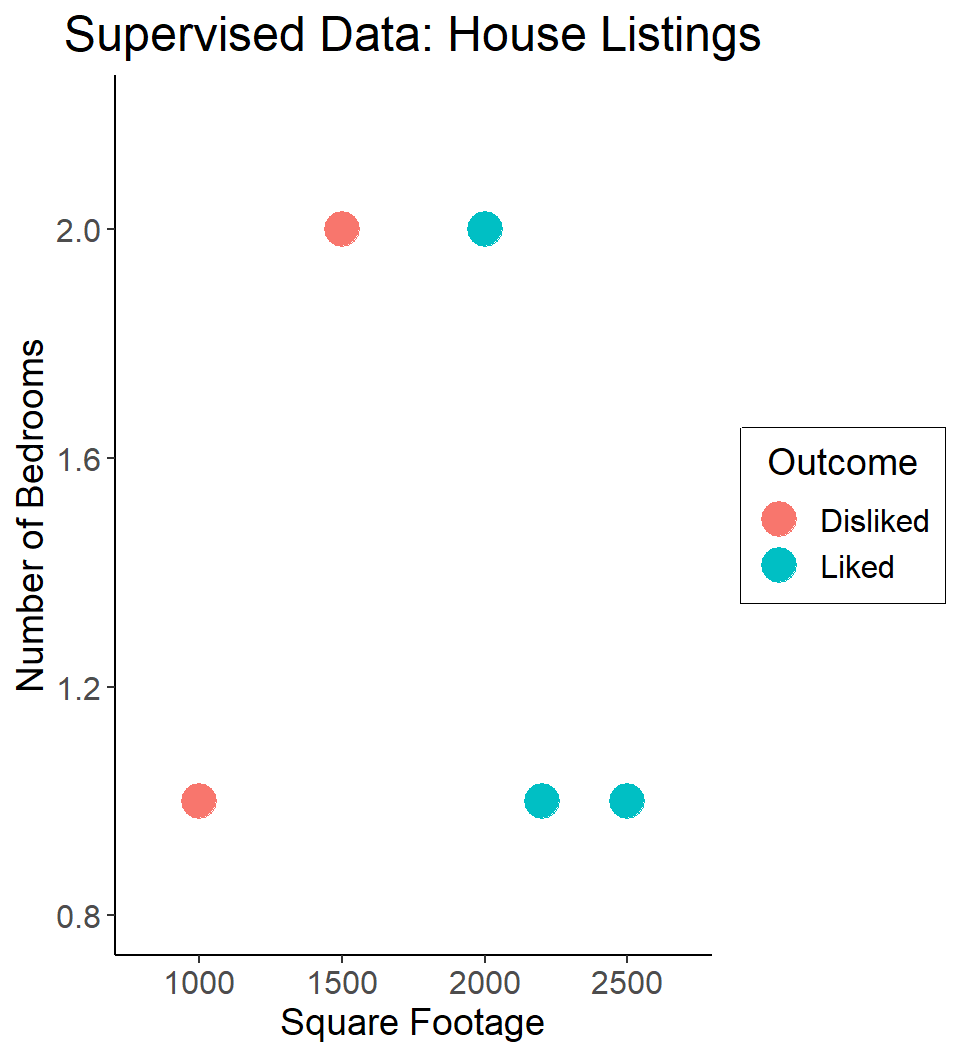 Supervised Data: House Listings
Number of Bedrooms
2.0
1.6
1.2
0.8
1000 1500 2000 2500
Square Footage
Outcome
Disliked
Liked